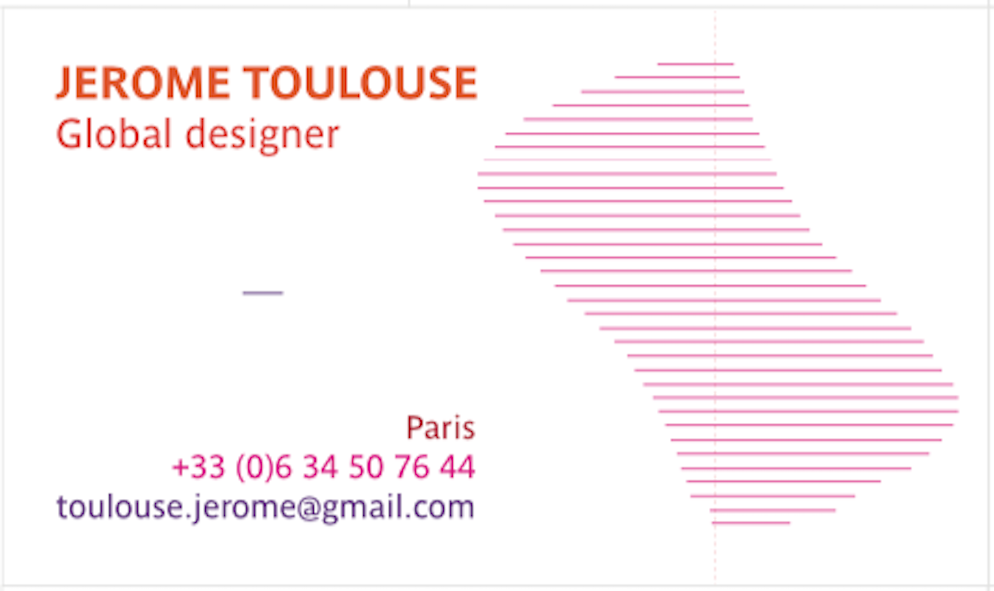 JEROME TOULOUSE
Global designer
—
Paris
+33 (0)6 34 50 76 44
toulouse.jerome@gmail.com